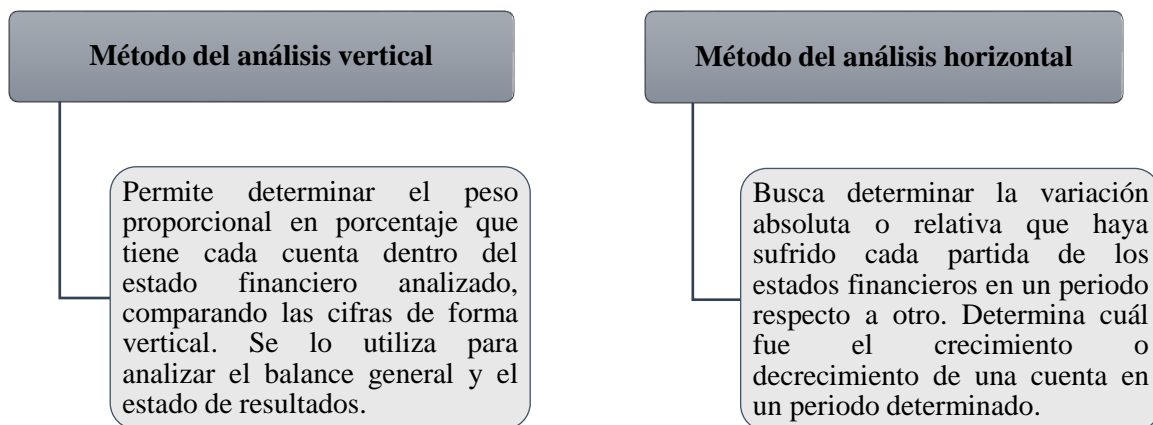 Método del análisis vertical
Permite determinar el peso
proporcional en porcentaje que
tiene cada cuenta dentro del
estado financiero analizado,
comparando las cifras de forma
vertical. Se lo utiliza para
analizar el balance general y el
estado de resultados.
Método del análisis horizontal
Busca determinar la variación
absoluta o relativa que haya
sufrido cada partida de los
estados financieros en un periodo
respecto a otro. Determina cuál
fue el crecimiento o
decrecimiento de una cuenta en
un periodo determinado.